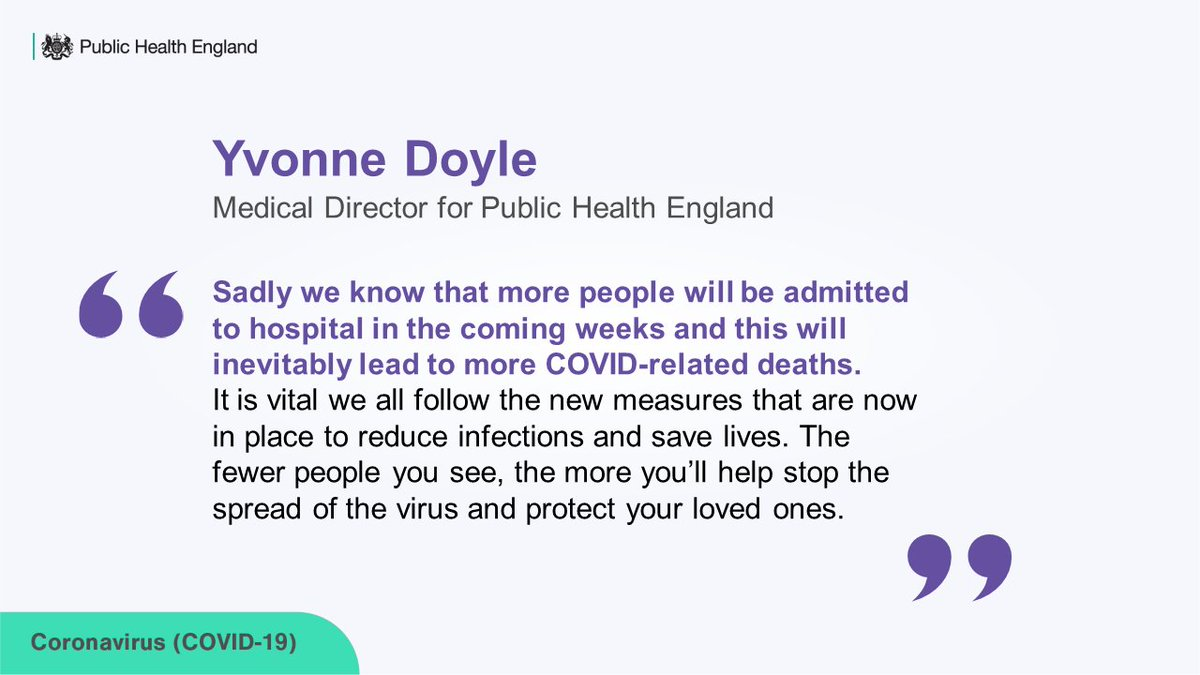 Public Health England
Yvonne Doyle
Medical Director for Public Health England
“
Sadly we know that more people will be admitted
to hospital in the coming weeks and this will
inevitably lead to more COVID-related deaths.
It is vital we all follow the new measures that are now
in place to reduce infections and save lives. The
fewer people you see, the more you’ll help stop the
spread of the virus and protect your loved ones.
”
Coronavirus (COVID-19)